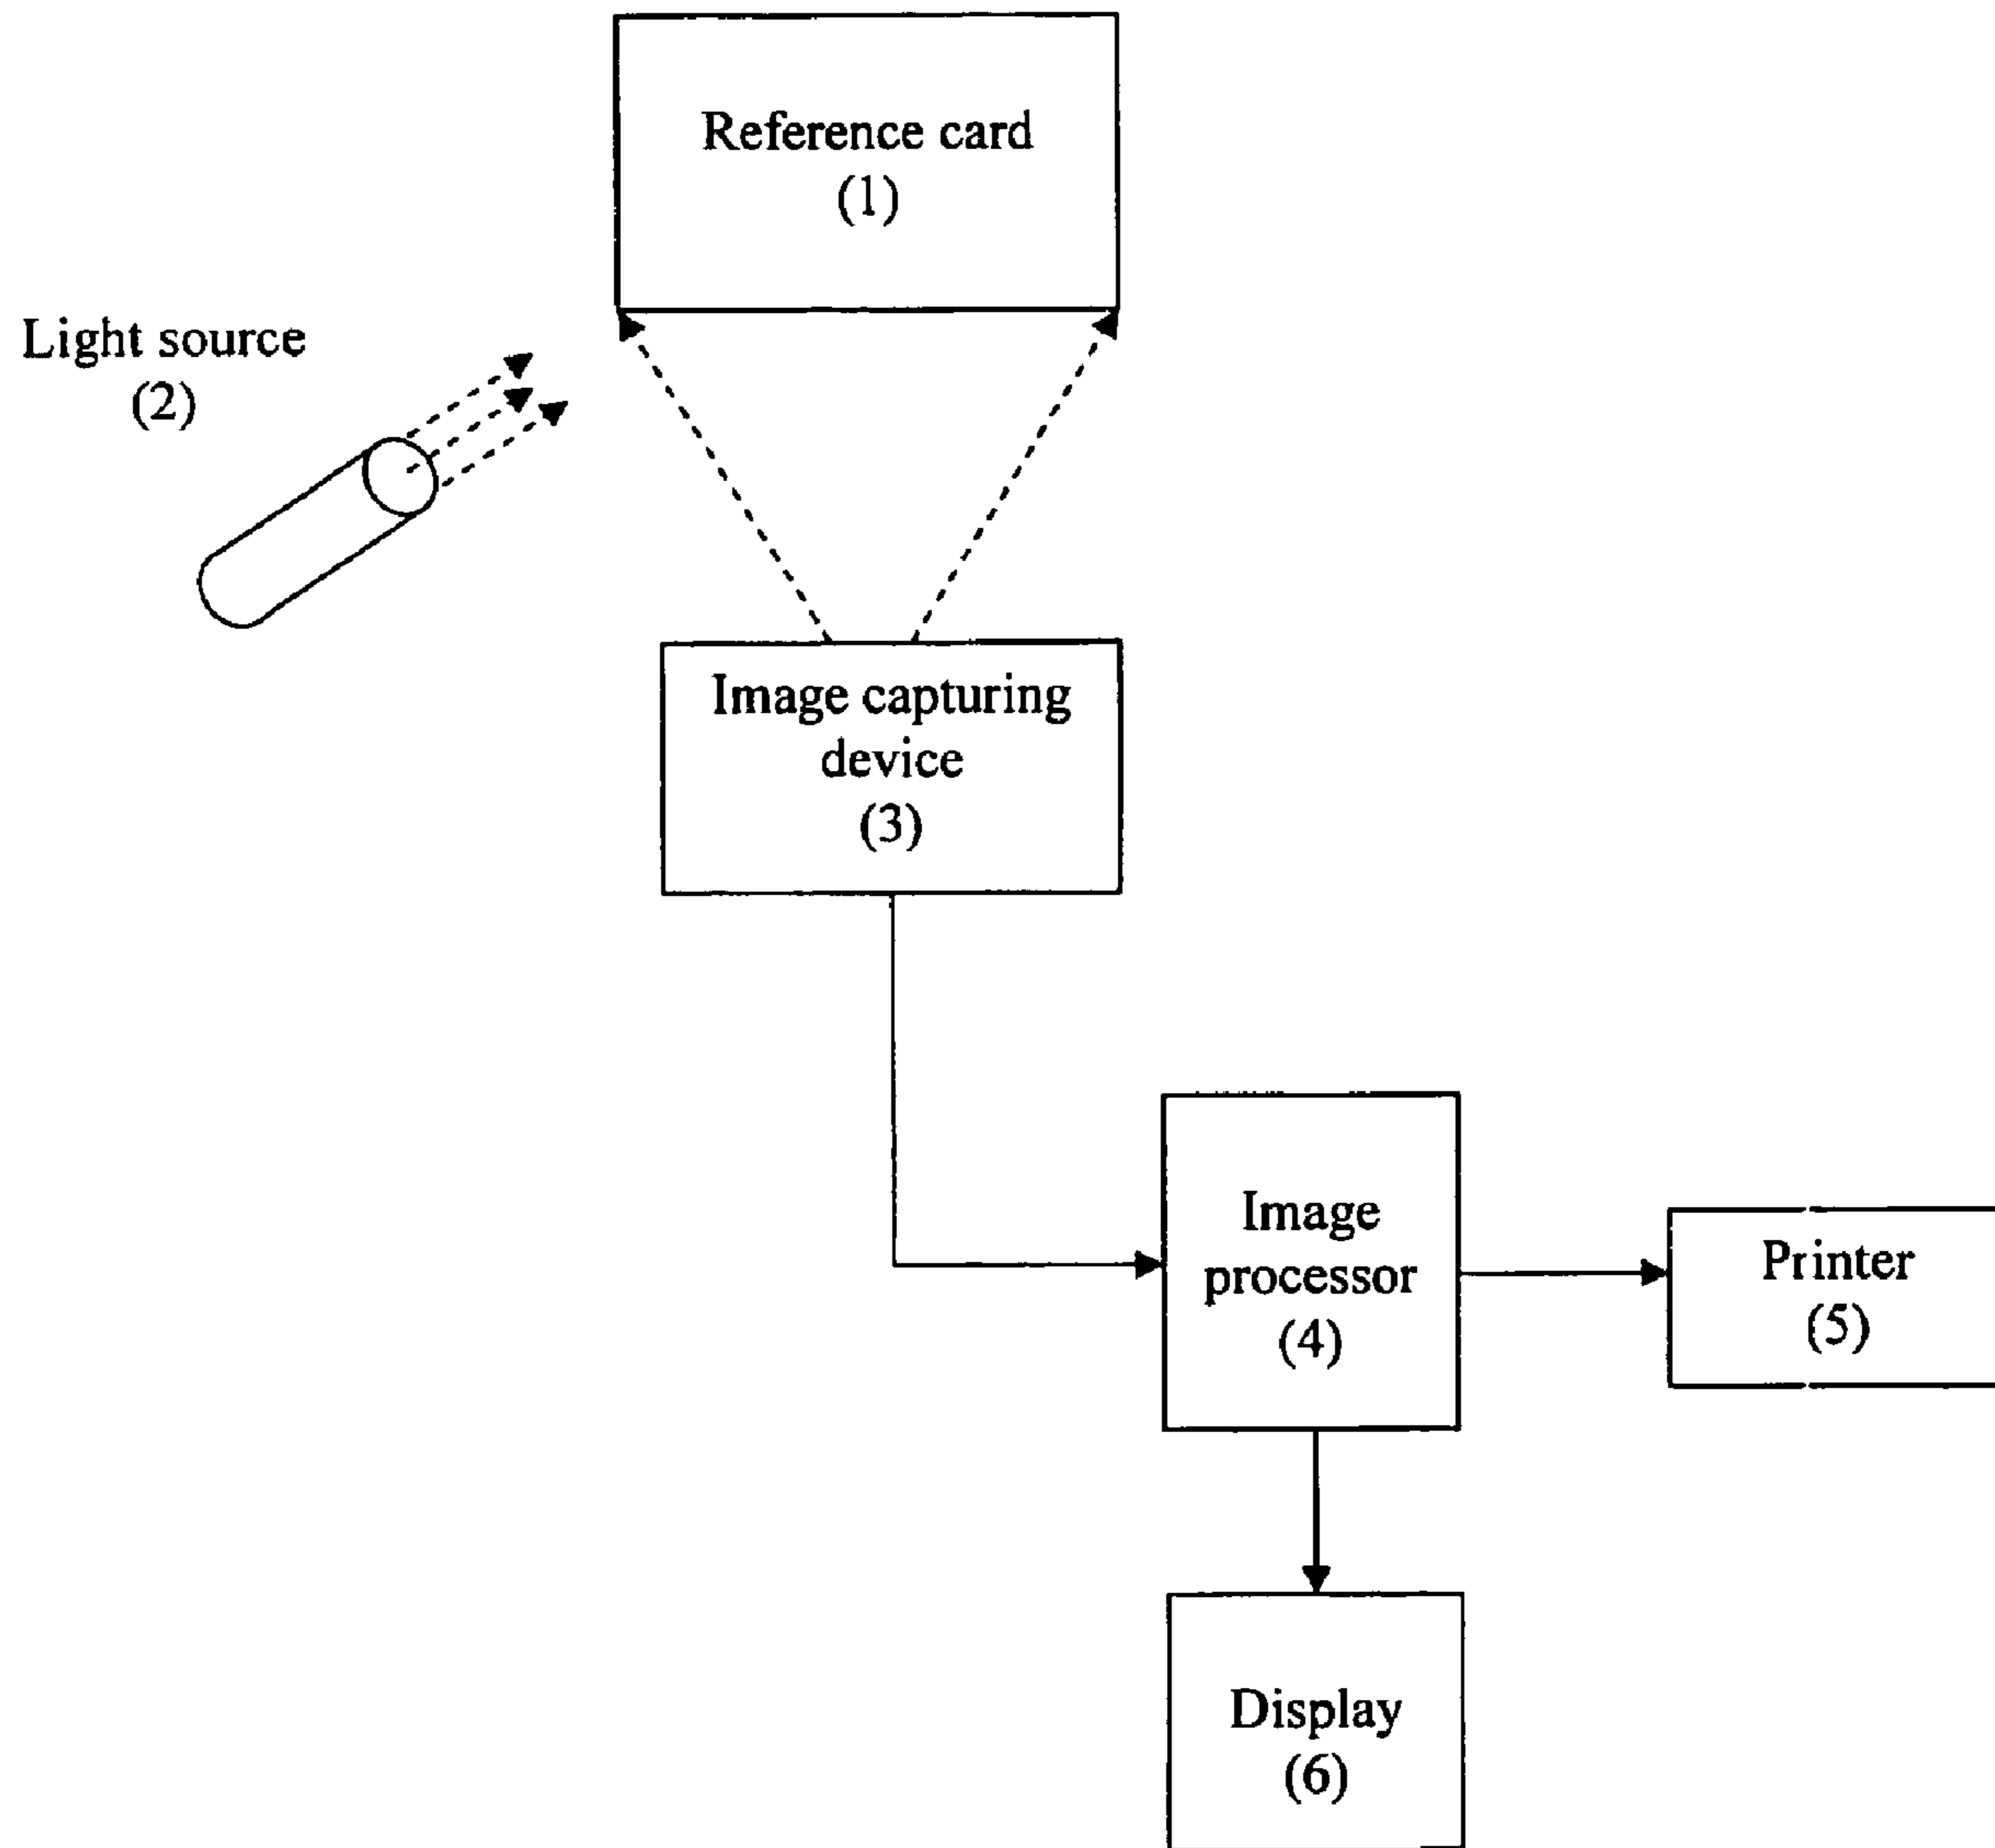 Reference card
(1)
Light source
(2)
Image capturing
device
(3)
Image
processor
(4)
Printer
(5)
Display
(6)